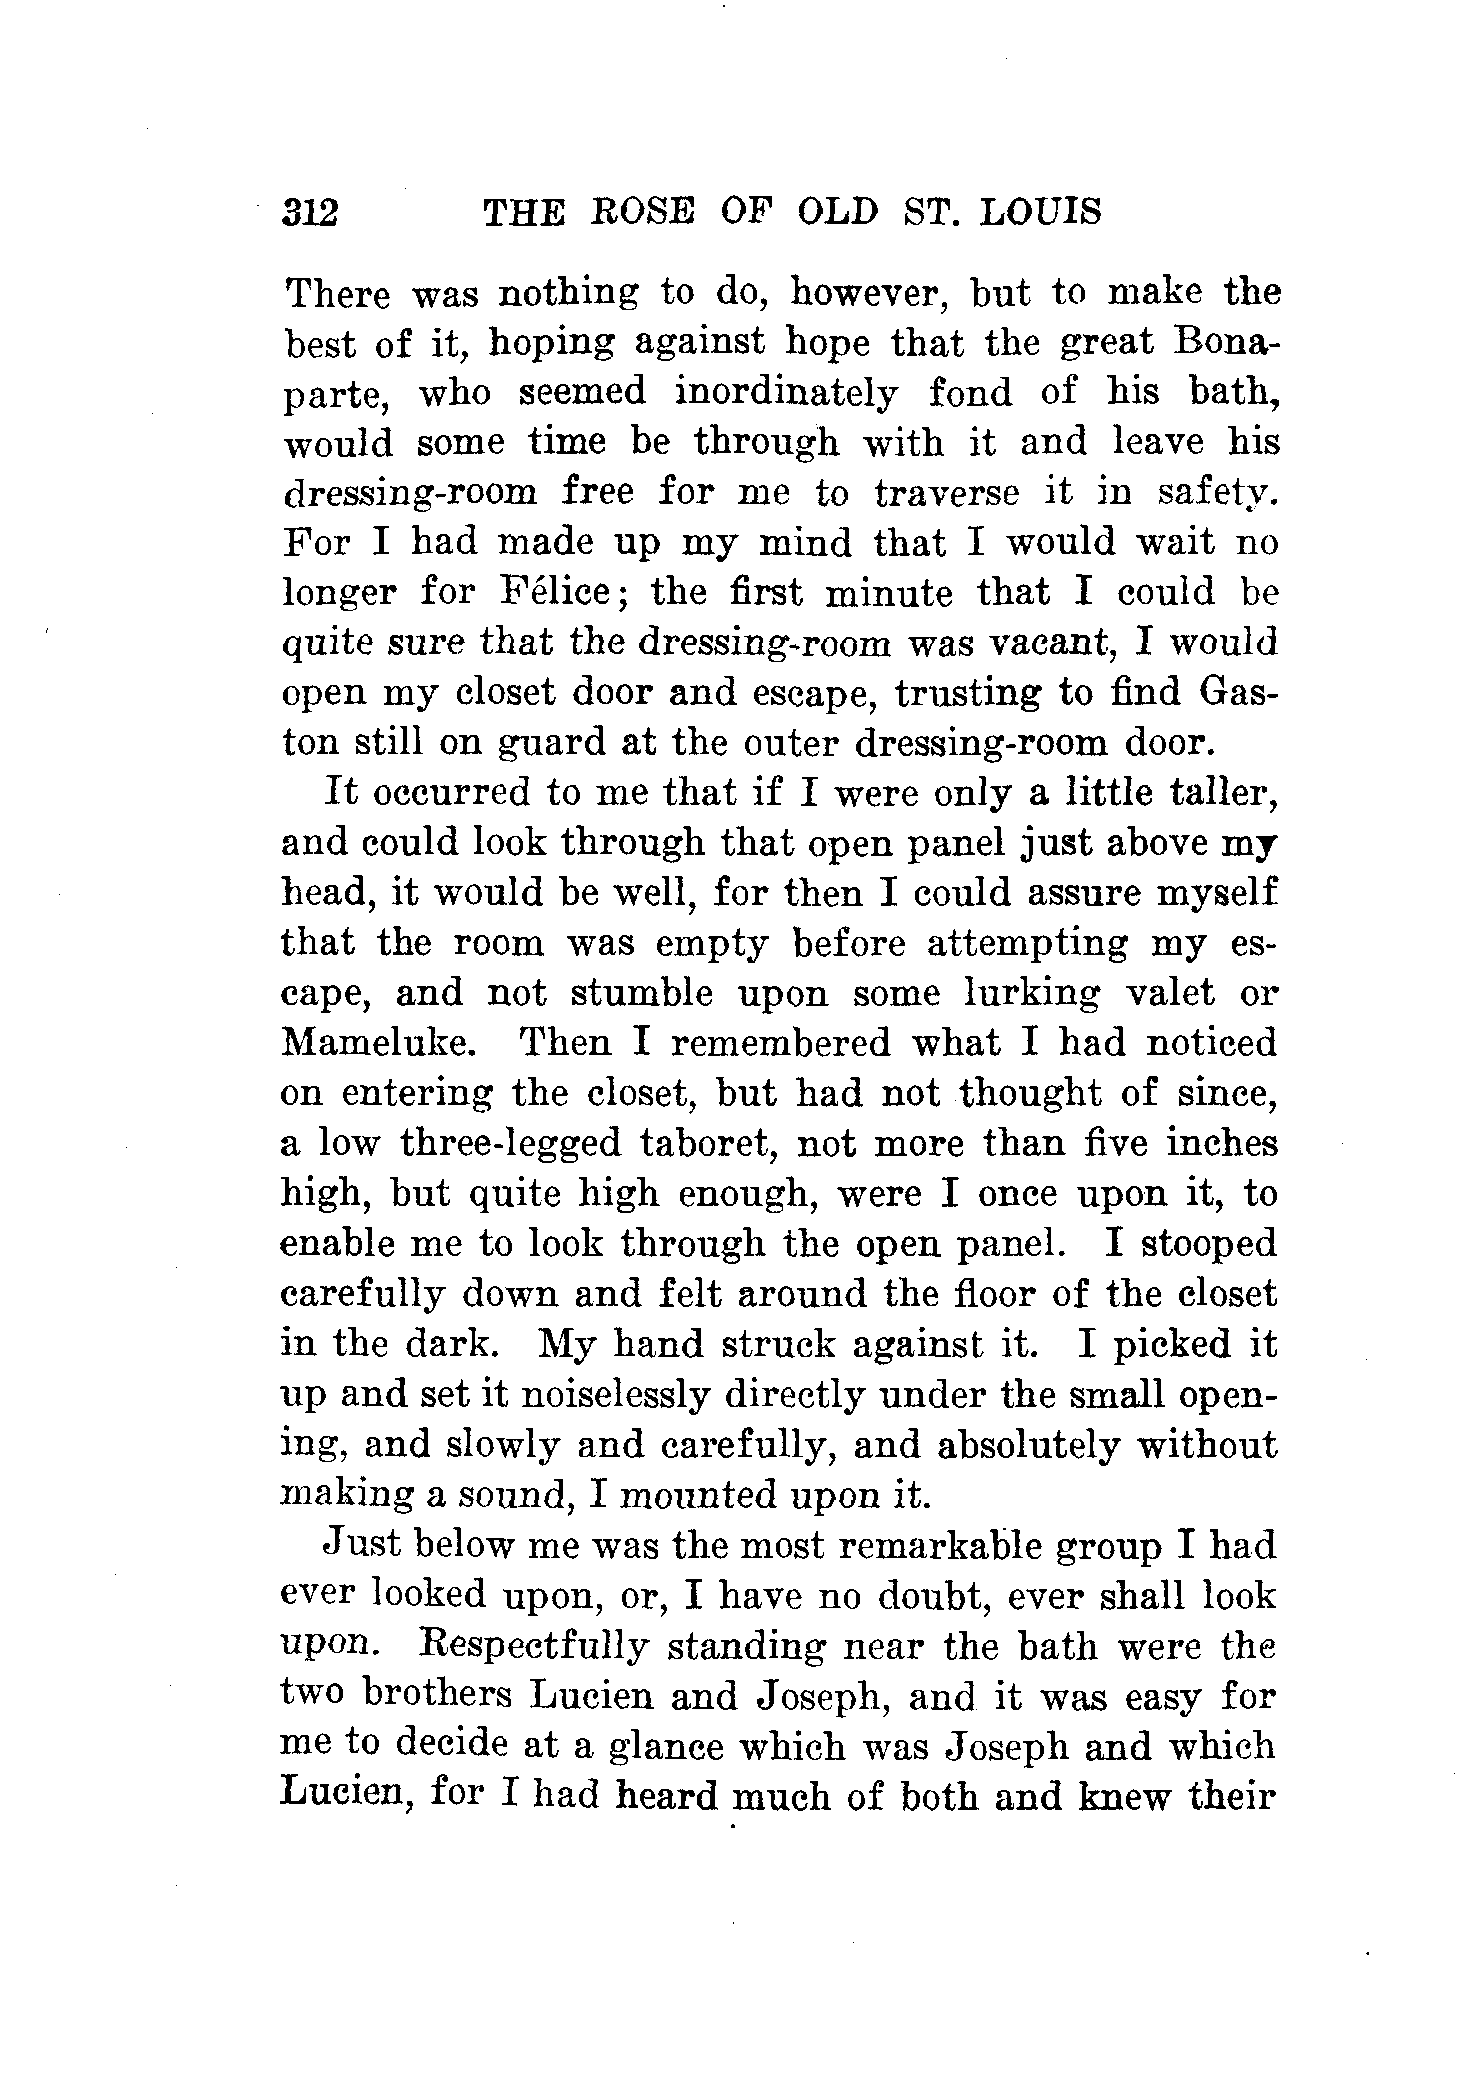 312 THE ROSE OF OLD ST. LOUIS
There was nothing to do, however, but to make the
best of it, hoping against hope that the great Bona-
parte, who seemed inordinately fond of his bath,
would some time be through with it and leave his
dressing-room free for me to traverse it in safety.
For I had made up my mind that I would wait no
longer for Félice; the first minute that I could be
quite sure that the dressing-room was vacant, I would
open my closet door and escape, trusting to find Gas-
ton still on guard at the outer dressing-room door.
It occurred to me that if I were only a little taller,
and could look through that open panel just above my
head, it would be well, for then I could assure myself
that the room was empty before attempting my es-
cape, and not stumble upon some lurking valet or
Mameluke. Then I remembered what I had noticed
on entering the closet, but had not thought of since,
a low three-legged taboret, not more than five inches
high, but quite high enough, were I once upon it, to
enable me to look through the open panel. I stooped
carefully down and felt around the floor of the closet
in the dark. My hand struck against it. I picked it
up and set it noiselessly directly under the small open-
ing, and slowly and carefully, and absolutely without
making a sound, I mounted upon it.
Just below me was the most remarkable group I had
ever looked upon, or, I have no doubt, ever shall look
upon. Respectfully standing near the bath were the
two brothers Lucien and Joseph, and it was easy for
me to decide at a glance which was Joseph and which
Lucien, for I had heard much of both and knew their